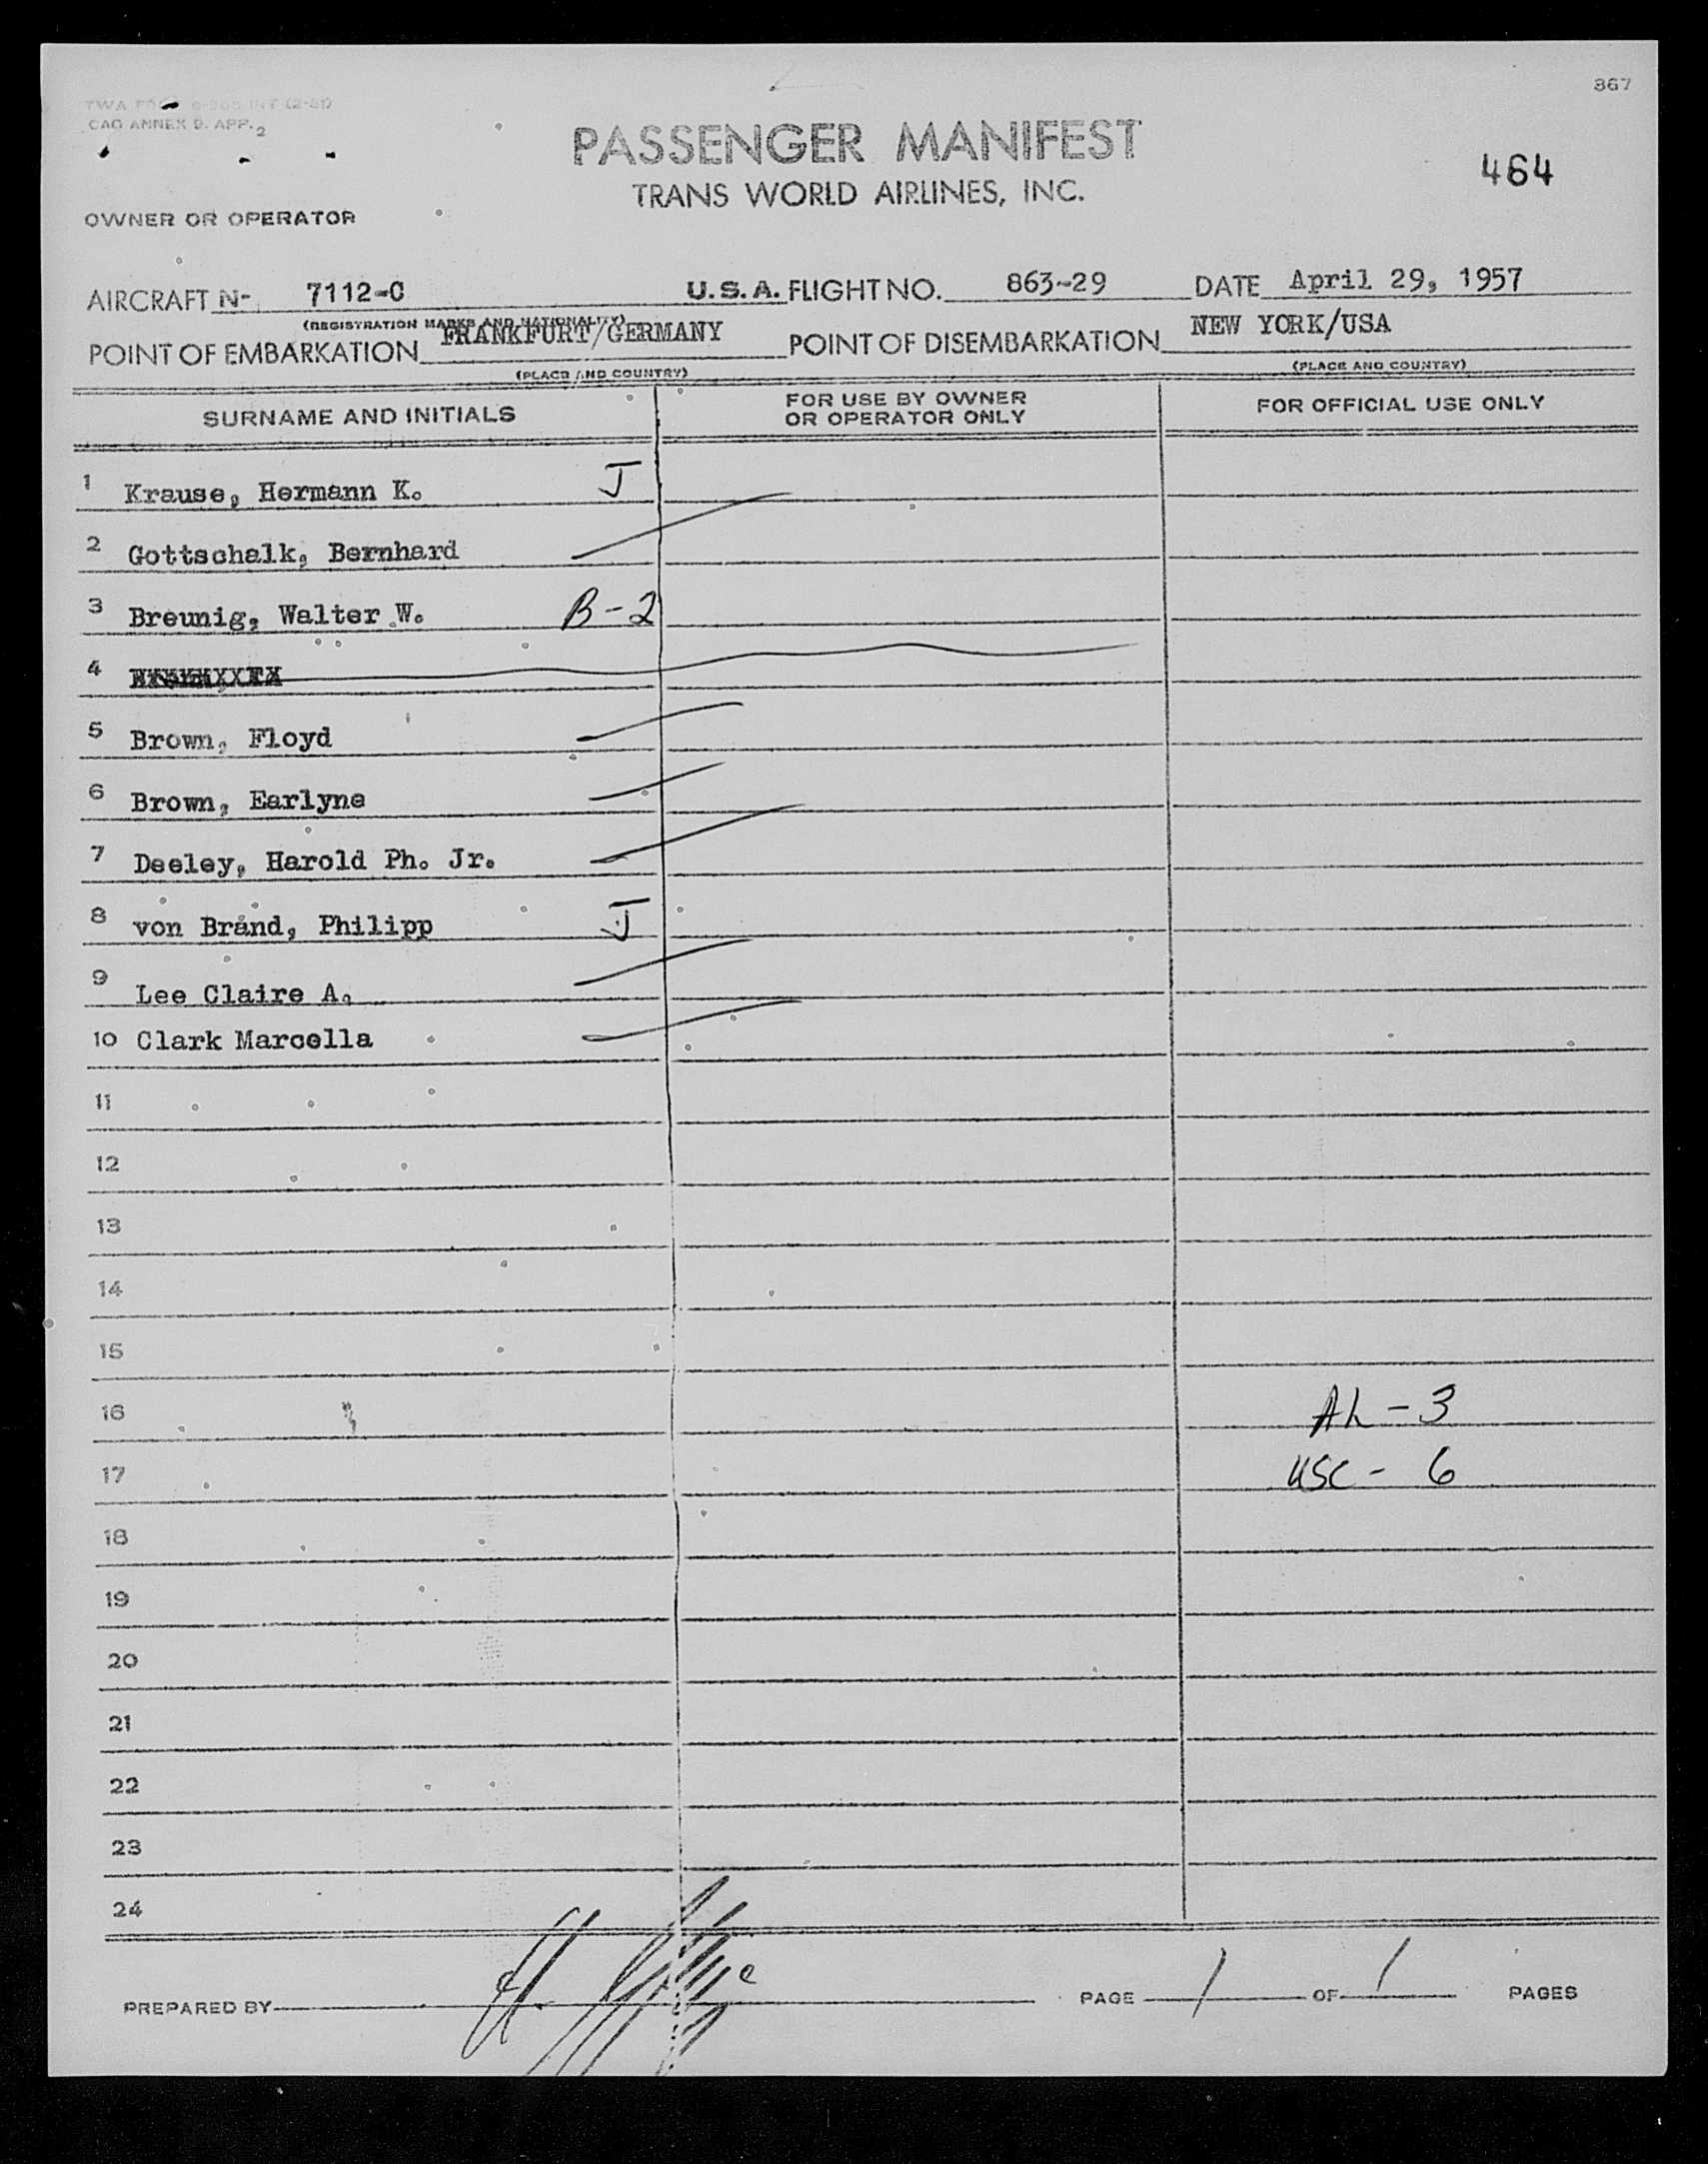 367
CAO ANNEX 9. APP. 2
PASSENGER MANIFEST
464
TRANS WORLD AIRLINES, INC.
OWNER OR OPERATOR
AIRCRAFT N- 7112-C U.S.A. FLIGHT NO. 863-29 DATE April 29, 1957
(REGISTRATION MARKS AND NATIONALITY)
POINT OF EMBARKATION FRANKFURT/GERMANY POINT OF DISEMBARKATION NEW YORK/USA
(PLACE AND COUNTRY) (PLACE AND COUNTRY)
SURNAME AND INITIALS FOR USE BY OWNER OR OPERATOR ONLY FOR OFFICIAL USE ONLY
1 Krause, Hermann K. J
2 Gottschalk, Bernhard
3 Breunig, Walter W. B-2
4
5 Brown, Floyd
6 Brown, Earlyne
7 Deeley, Harold Ph. Jr.
8 von Brand, Philipp J
9 Lee Claire A.
10 Clark Marcella
11
12
13
14
15
16 AL - 3
17 USC - 6
18
19
20
21
22
23
24
PREPARED BY PAGE 1 OF 1 PAGES